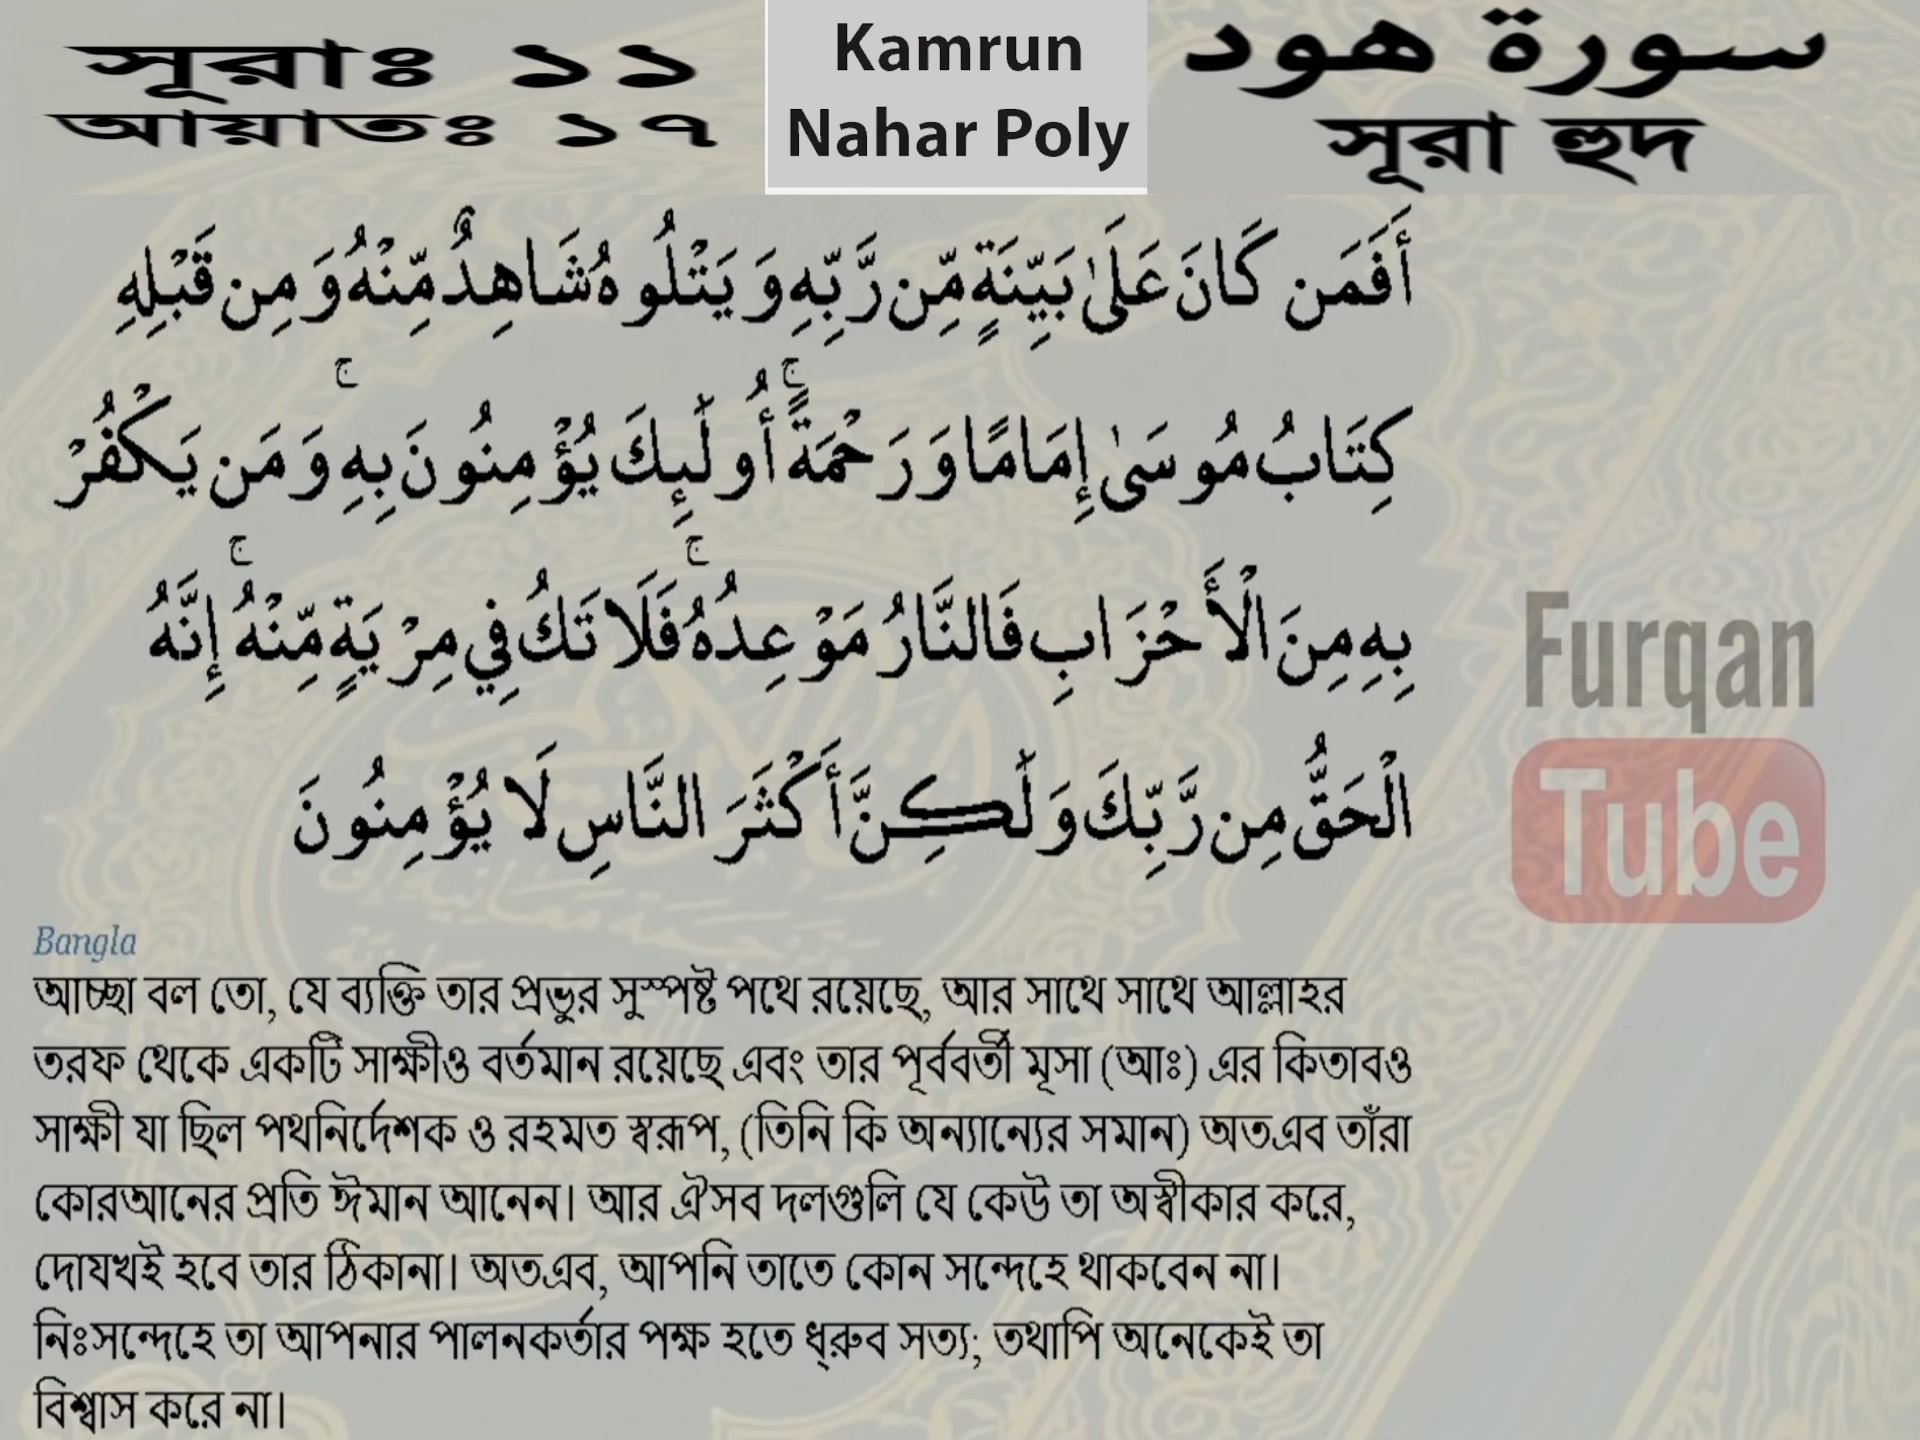 সূরাঃ ১১
আয়াতঃ ১৭
Kamrun
Nahar Poly
سورة هود
সূরা হুদ
أَفَمَن كَانَ عَلَىٰ بَيِّنَةٍ مِّن رَّبِّهِ وَيَتْلُوهُ شَاهِدٌ مِّنْهُ وَمِن قَبْلِهِ
كِتَابُ مُوسَىٰ إِمَامًا وَرَحْمَةً ۚ أُولَٰئِكَ يُؤْمِنُونَ بِهِ ۚ وَمَن يَكْفُرْ
بِهِ مِنَ الْأَحْزَابِ فَالنَّارُ مَوْعِدُهُ ۚ فَلَا تَكُ فِي مِرْيَةٍ مِّنْهُ ۚ إِنَّهُ
الْحَقُّ مِن رَّبِّكَ وَلَٰكِنَّ أَكْثَرَ النَّاسِ لَا يُؤْمِنُونَ
Furqan
Tube
Bangla
আচ্ছা বল তো, যে ব্যক্তি তার প্রভুর সুস্পষ্ট পথে রয়েছে, আর সাথে সাথে আল্লাহর
তরফ থেকে একটি সাক্ষীও বর্তমান রয়েছে এবং তার পূর্ববর্তী মূসা (আঃ) এর কিতাবও
সাক্ষী যা ছিল পথনির্দেশক ও রহমত স্বরূপ, (তিনি কি অন্যান্যের সমান) অতএব তাঁরা
কোরআনের প্রতি ঈমান আনেন। আর ঐসব দলগুলি যে কেউ তা অস্বীকার করে,
দোযখই হবে তার ঠিকানা। অতএব, আপনি তাতে কোন সন্দেহে থাকবেন না।
নিঃসন্দেহে তা আপনার পালনকর্তার পক্ষ হতে ধ্রুব সত্য; তথাপি অনেকেই তা
বিশ্বাস করে না।